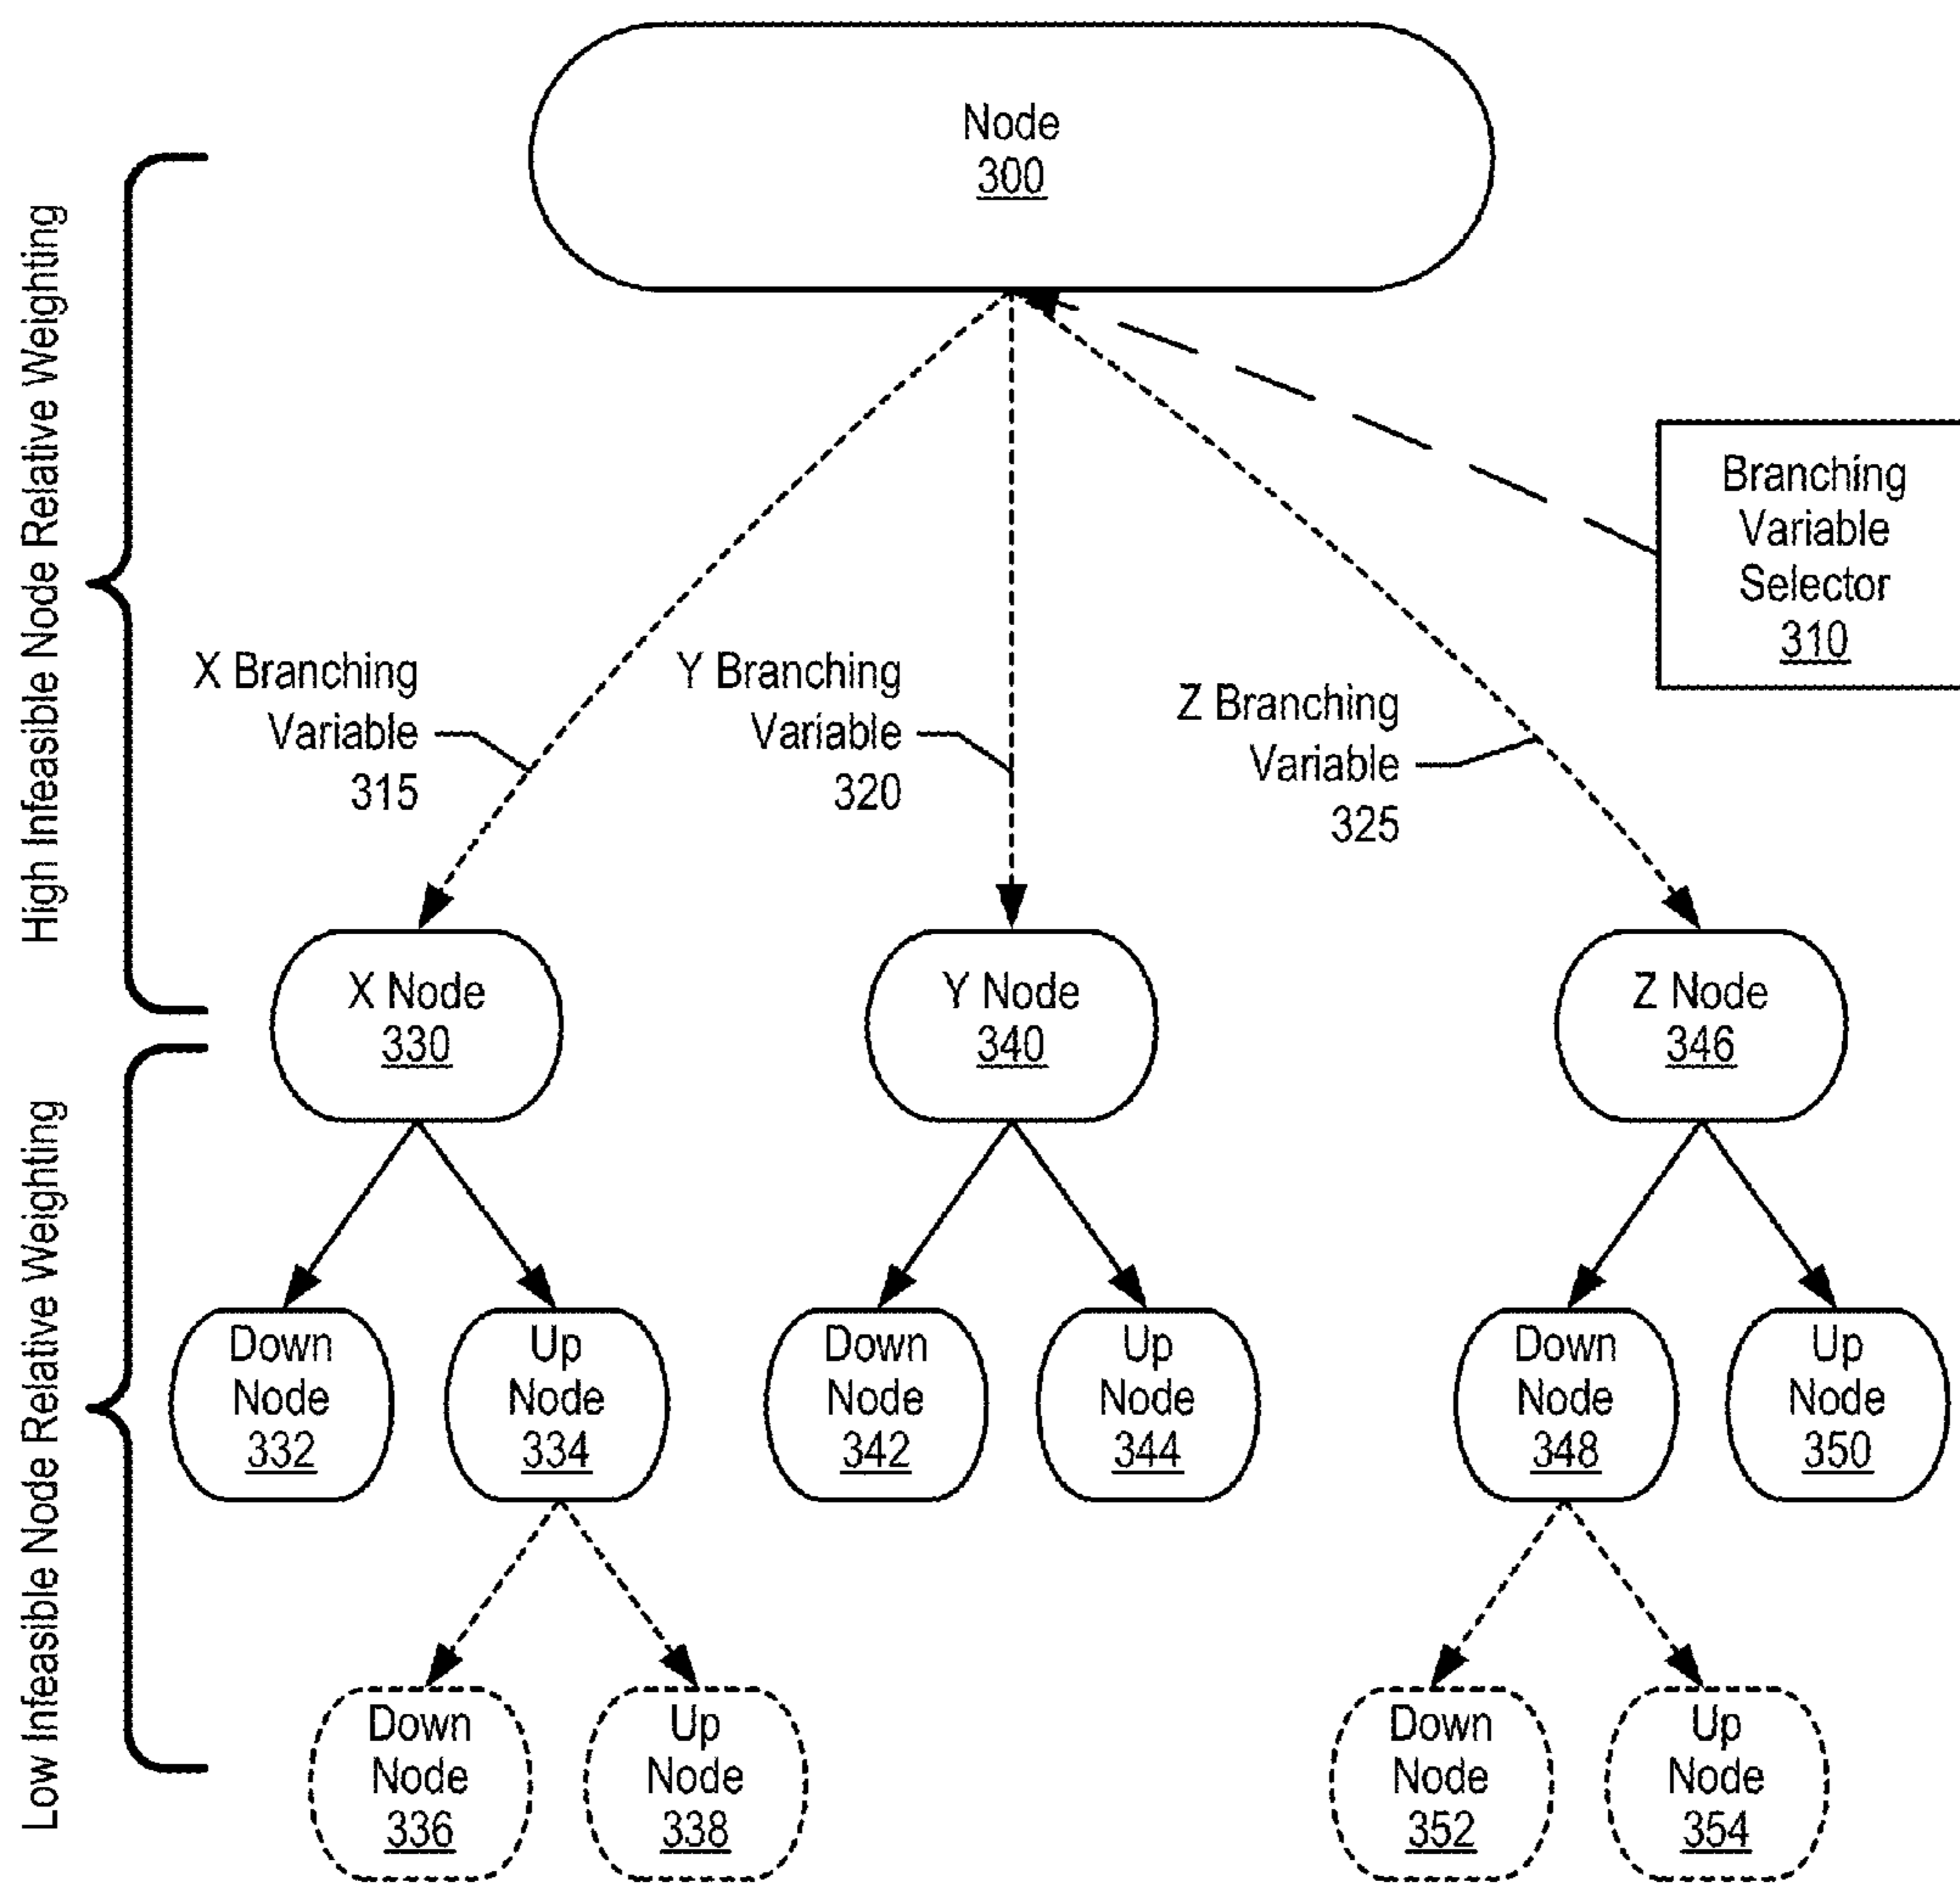 Node
300
High Infeasible Node Relative Weighting
Branching
Variable
Selector
310
X Branching
Variable
315
Y Branching
Variable
320
Z Branching
Variable
325
X Node
330
Y Node
340
Z Node
346
Low Infeasible Node Relative Weighting
Down
Node
332
Up
Node
334
Down
Node
342
Up
Node
344
Down
Node
348
Up
Node
350
Down
Node
336
Up
Node
338
Down
Node
352
Up
Node
354